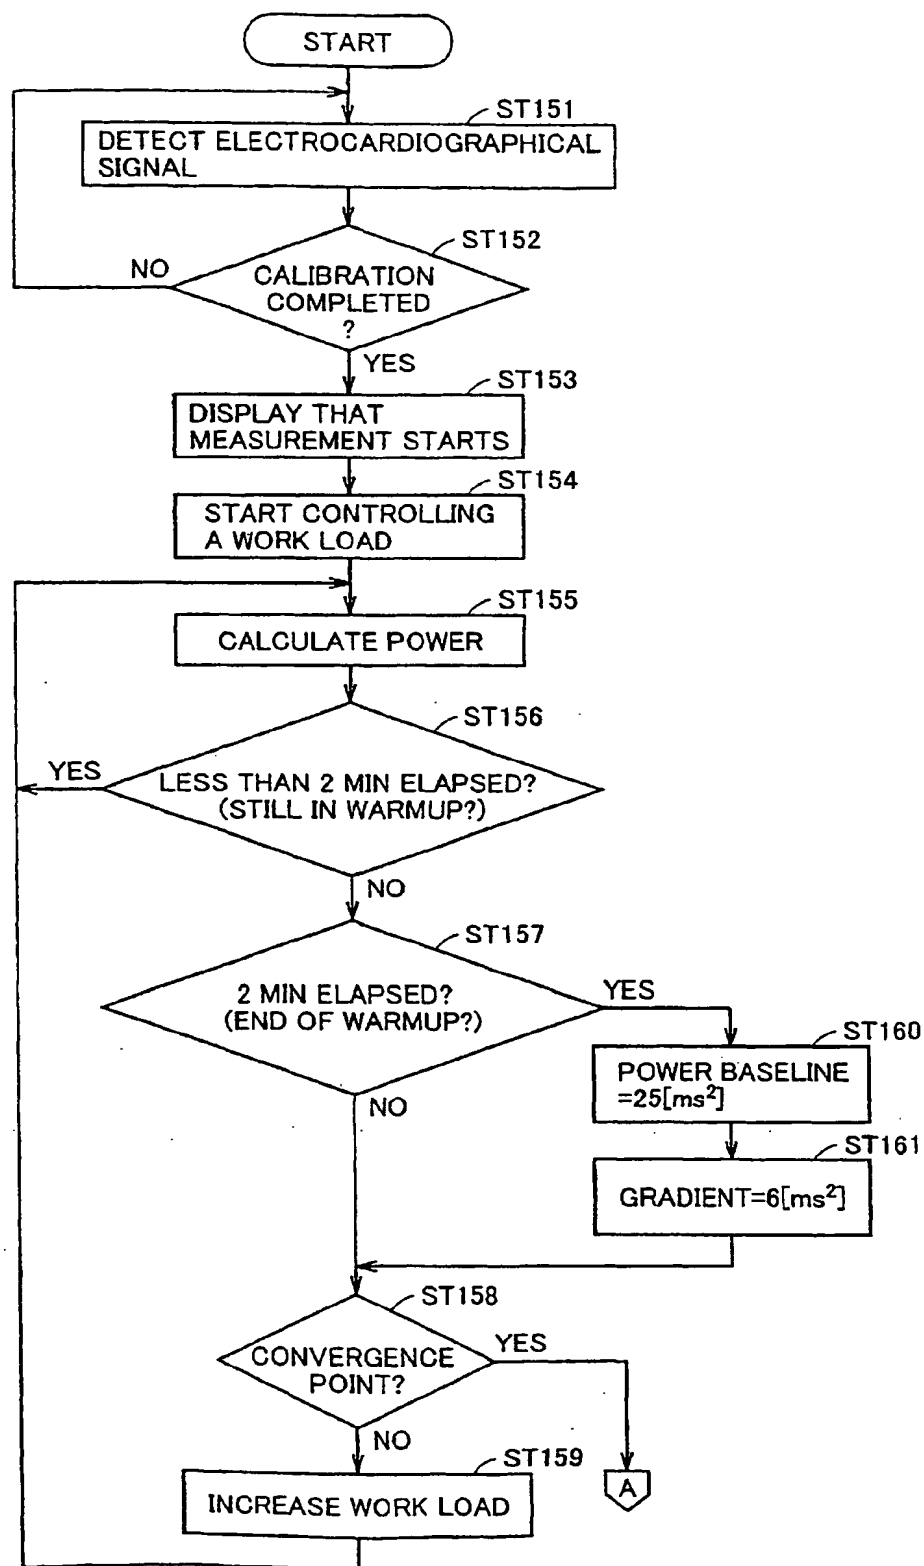 START
ST151
DETECT ELECTROCARDIOGRAPHICAL
SIGNAL
ST152
NO
CALIBRATION
COMPLETED
?
YES
ST153
DISPLAY THAT
MEASUREMENT STARTS
ST154
START CONTROLLING
A WORK LOAD
ST155
CALCULATE POWER
ST156
YES
LESS THAN 2 MIN ELAPSED?
(STILL IN WARMUP?)
NO
ST157
2 MIN ELAPSED?
(END OF WARMUP?)
YES
ST160
POWER BASELINE
=25[ms²]
NO
ST161
GRADIENT=6[ms²]
ST158
YES
CONVERGENCE
POINT?
NO
ST159
INCREASE WORK LOAD
A